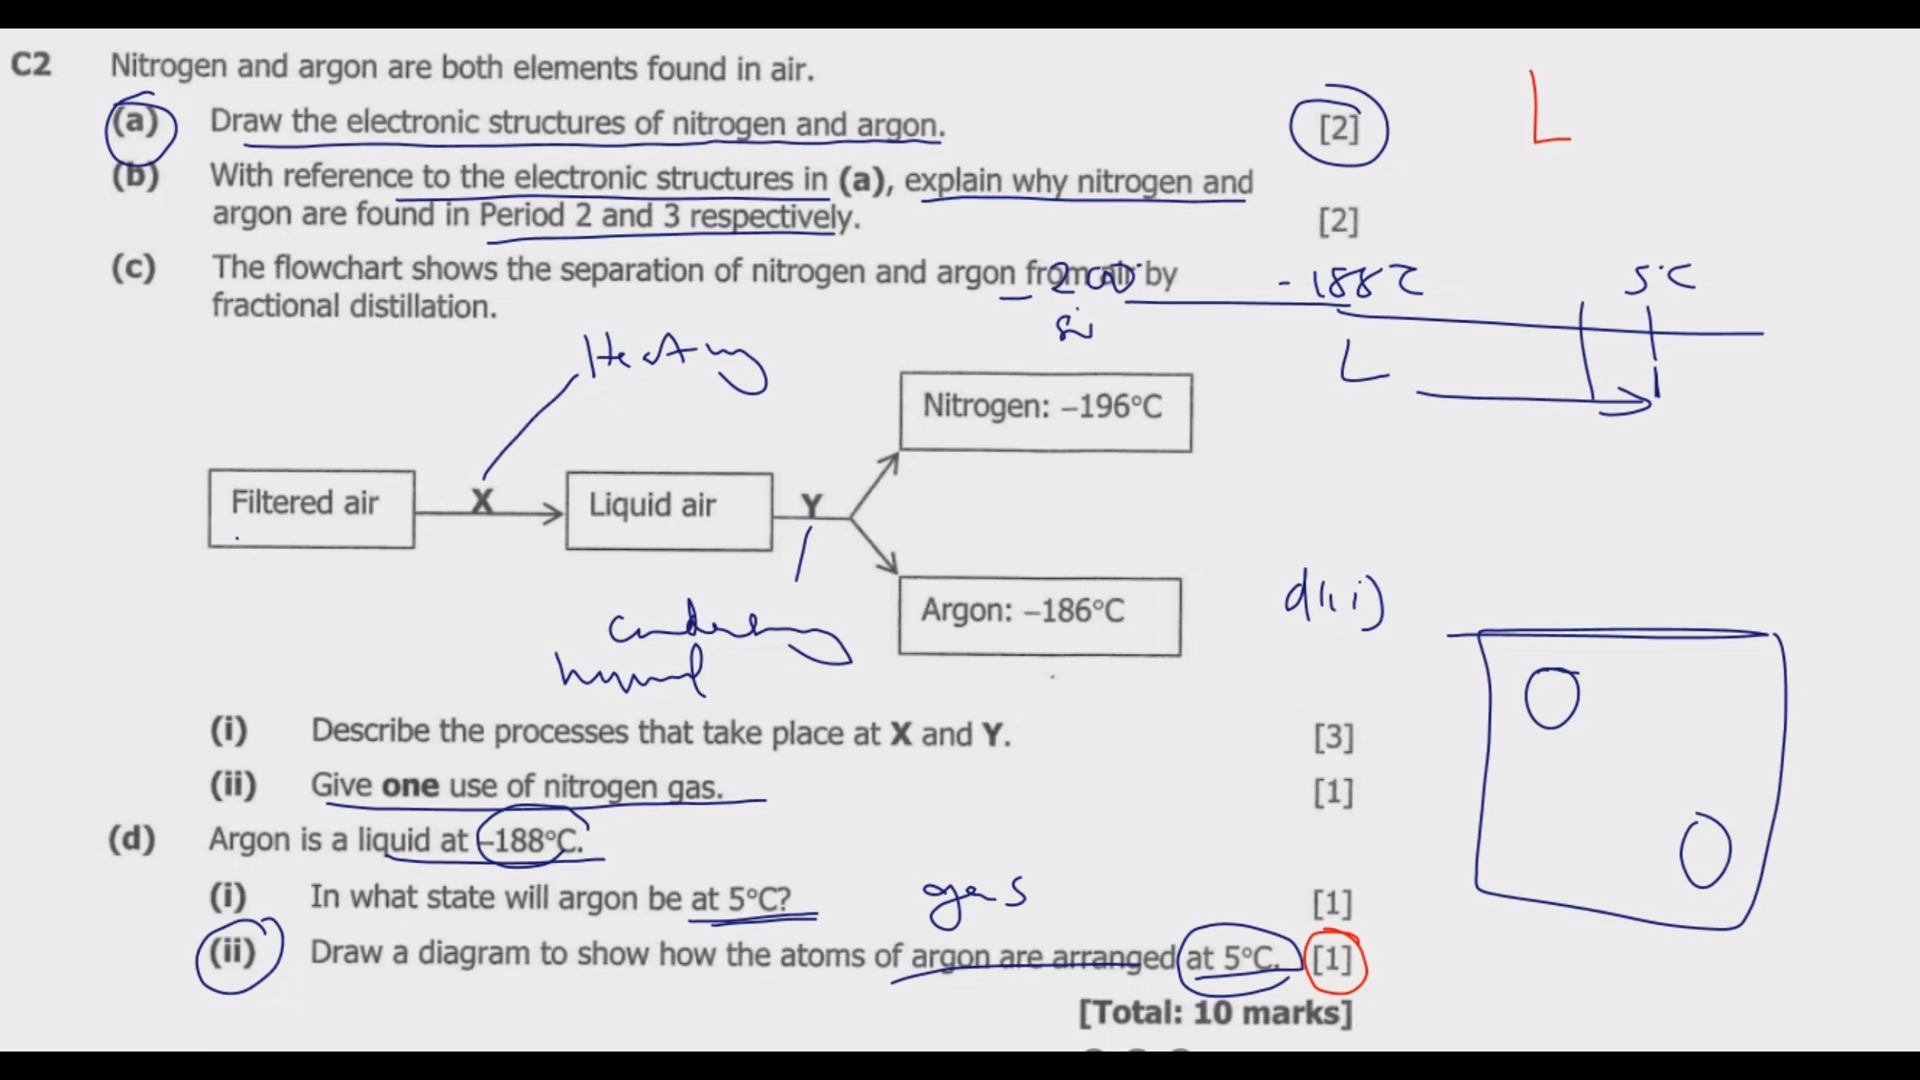 C2 Nitrogen and argon are both elements found in air.
(a) Draw the electronic structures of nitrogen and argon. [2] L
(b) With reference to the electronic structures in (a), explain why nitrogen and
argon are found in Period 2 and 3 respectively. [2]
(c) The flowchart shows the separation of nitrogen and argon from air by
fractional distillation.
-200 -188°C 5°C
L
Heating
Nitrogen: –196°C
Filtered air X Liquid air Y
Argon: –186°C
d(ii)
(i) Describe the processes that take place at X and Y. [3]
(ii) Give one use of nitrogen gas. [1]
(d) Argon is a liquid at –188°C.
(i) In what state will argon be at 5°C? gas [1]
(ii) Draw a diagram to show how the atoms of argon are arranged at 5°C. [1]
[Total: 10 marks]